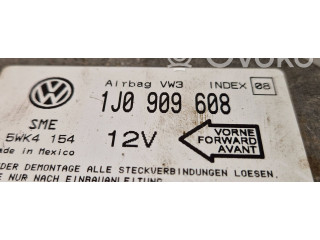 Airbag VW3 INDEX 08
1J0 909 608
SME
5WK4 154
12V
VORNE
FORWARD
AVANT
Made in Mexico
DER DEMONTAGE ALLE STECKVERBINDUNGEN LOESEN.
NUR NACH EINBAUANLEITUNG